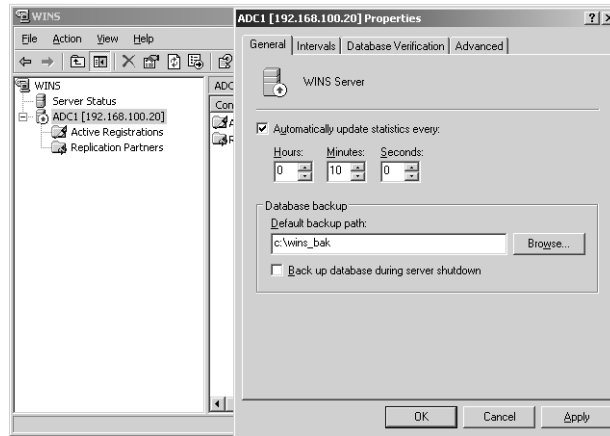 WINS
File Action View Help
WINS
Server Status
ADC1 [192.168.100.20]
Active Registrations
Replication Partners
ADC
Con
A
R
ADC1 [192.168.100.20] Properties
General Intervals Database Verification Advanced
WINS Server
Automatically update statistics every:
Hours: Minutes: Seconds:
0 10 0
Database backup
Default backup path:
c:\wins_bak
Browse...
Back up database during server shutdown
OK Cancel Apply